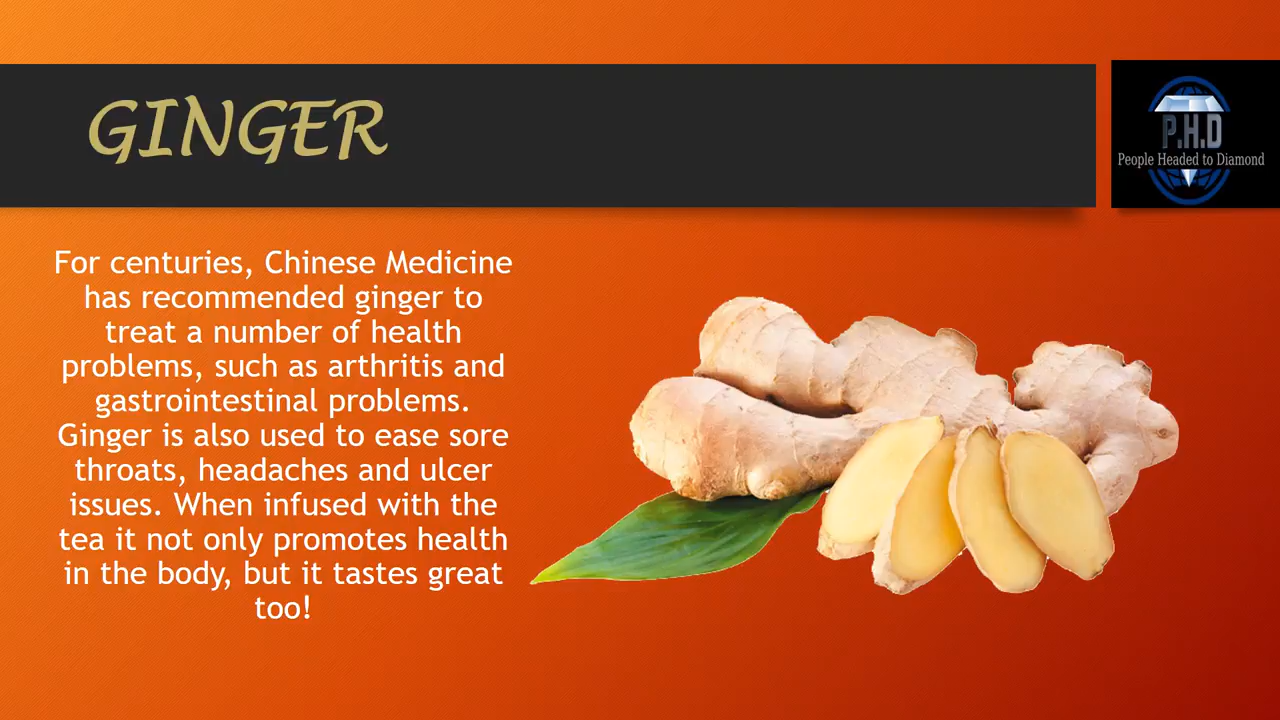 GINGER
P.H.D
People Headed to Diamond
For centuries, Chinese Medicine
has recommended ginger to
treat a number of health
problems, such as arthritis and
gastrointestinal problems.
Ginger is also used to ease sore
throats, headaches and ulcer
issues. When infused with the
tea it not only promotes health
in the body, but it tastes great
too!